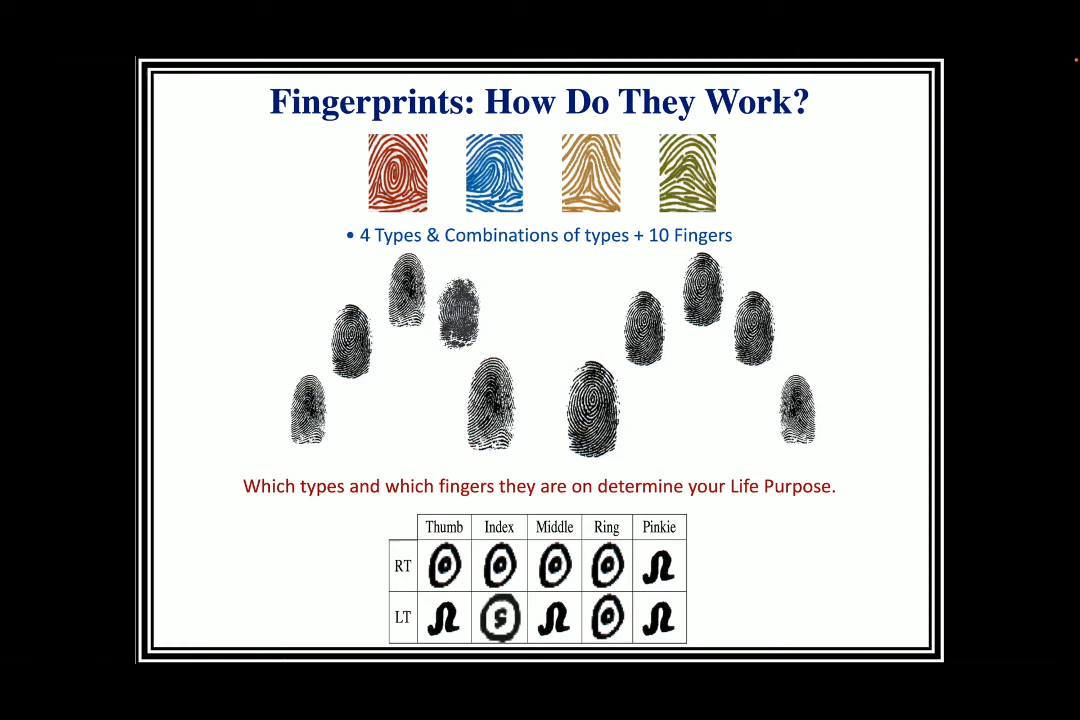 Fingerprints: How Do They Work?
• 4 Types & Combinations of types + 10 Fingers
Which types and which fingers they are on determine your Life Purpose.
Thumb Index Middle Ring Pinkie
RT
LT